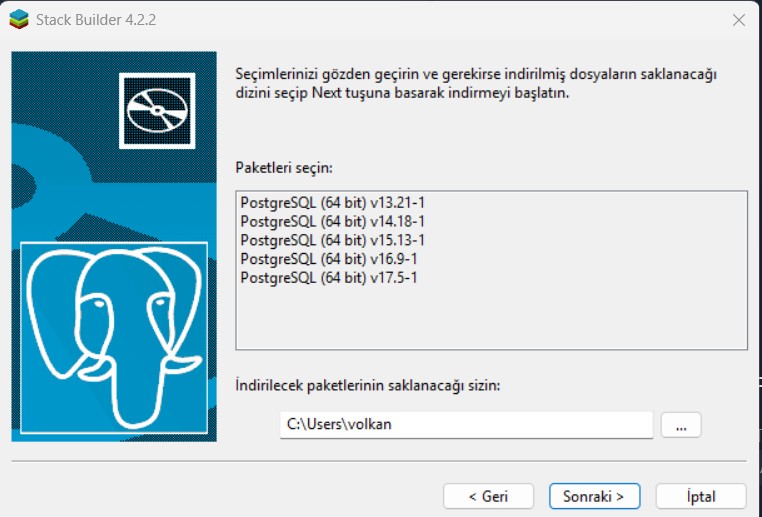 Stack Builder 4.2.2
Seçimlerinizi gözden geçirin ve gerekirse indirilmiş dosyaların saklanacağı
dizini seçip Next tuşuna basarak indirmeyi başlatın.
Paketleri seçin:
PostgreSQL (64 bit) v13.21-1
PostgreSQL (64 bit) v14.18-1
PostgreSQL (64 bit) v15.13-1
PostgreSQL (64 bit) v16.9-1
PostgreSQL (64 bit) v17.5-1
İndirilecek paketlerinin saklanacağı sizin:
C:\Users\volkan
...
< Geri
Sonraki >
İptal